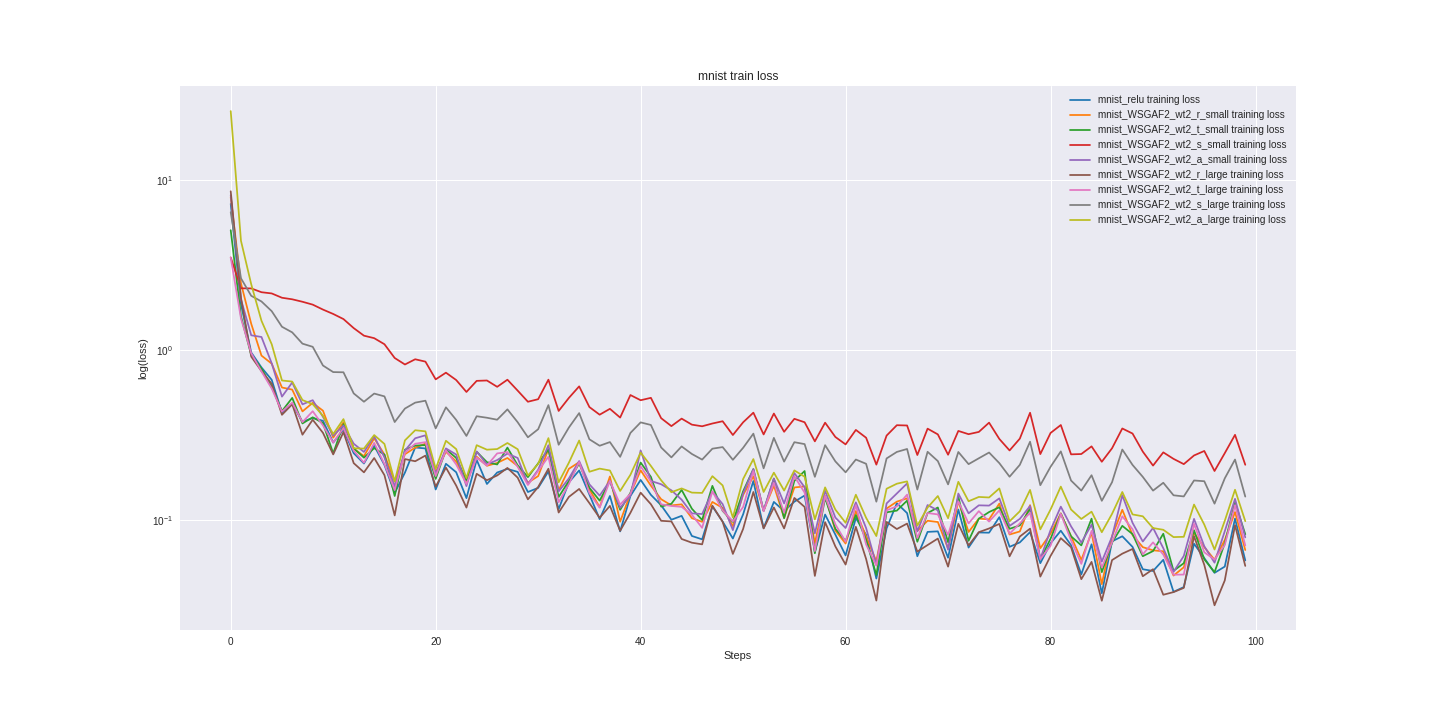 mnist train loss
mnist_relu training loss
mnist_WSGAF2_wt2_r_small training loss
mnist_WSGAF2_wt2_t_small training loss
mnist_WSGAF2_wt2_s_small training loss
mnist_WSGAF2_wt2_a_small training loss
mnist_WSGAF2_wt2_r_large training loss
mnist_WSGAF2_wt2_t_large training loss
mnist_WSGAF2_wt2_s_large training loss
mnist_WSGAF2_wt2_a_large training loss
10¹
10⁰
10⁻¹
log(loss)
0 20 40 60 80 100
Steps